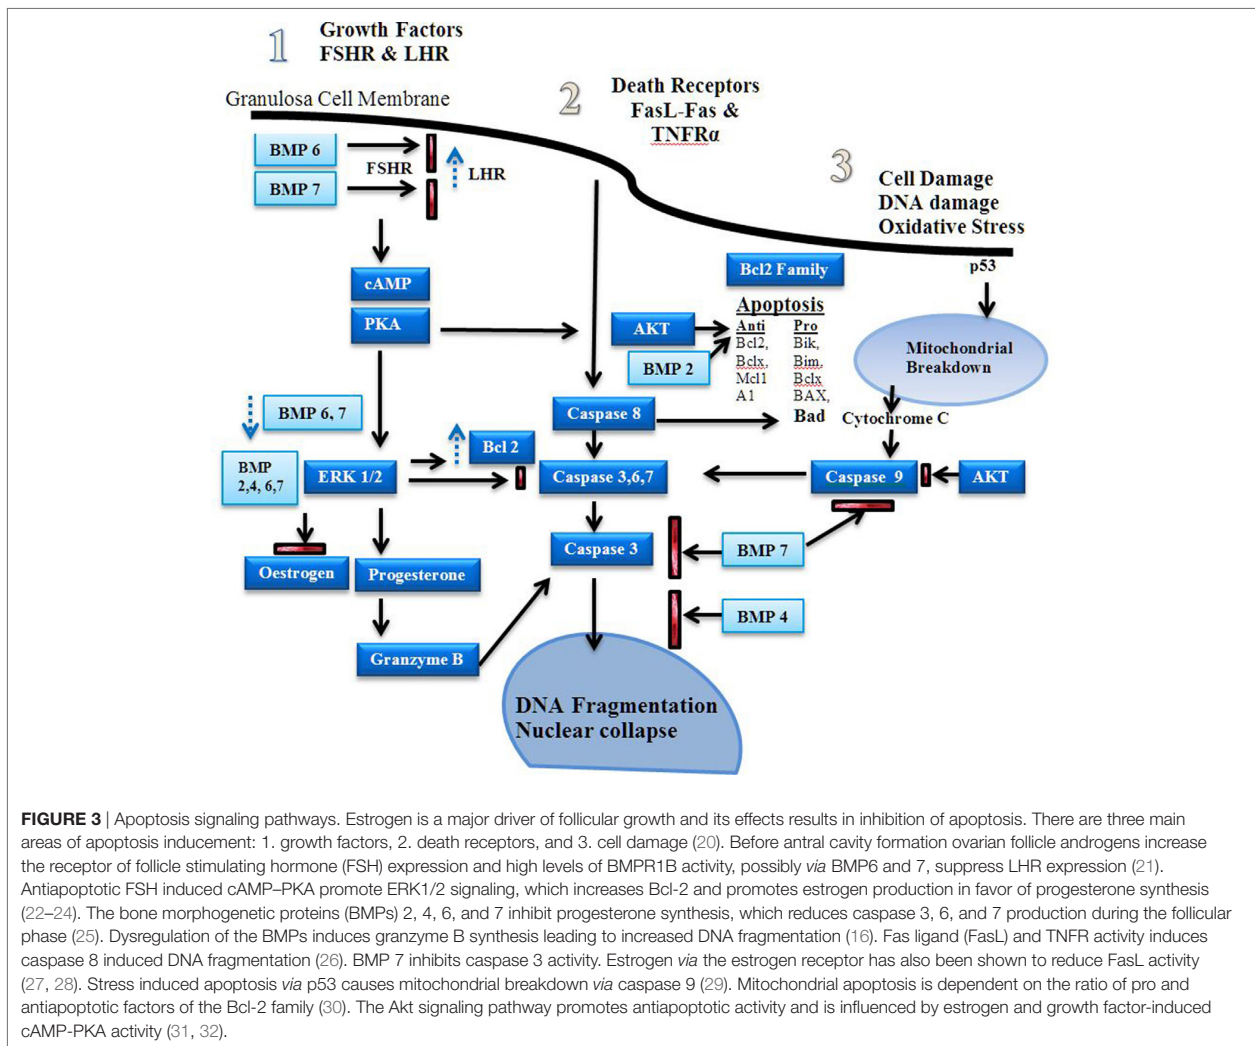 1
Growth Factors
FSHR & LHR
Granulosa Cell Membrane
2
Death Receptors
FasL-Fas &
TNFRα
3
Cell Damage
DNA damage
Oxidative Stress
BMP 6
FSHR
LHR
BMP 7
cAMP
PKA
Bcl2 Family
p53
AKT
BMP 2
Apoptosis
Anti Pro
Bcl2, Bik,
Bclx, Bim,
Mcl1 Bclx
A1 BAX,
Bad
Mitochondrial
Breakdown
Cytochrome C
BMP 6, 7
Caspase 8
BMP
2,4, 6,7
ERK 1/2
Bcl 2
Caspase 3,6,7
Caspase 9
AKT
Caspase 3
BMP 7
Oestrogen
Progesterone
BMP 4
Granzyme B
DNA Fragmentation
Nuclear collapse
FIGURE 3 | Apoptosis signaling pathways. Estrogen is a major driver of follicular growth and its effects results in inhibition of apoptosis. There are three main
areas of apoptosis inducement: 1. growth factors, 2. death receptors, and 3. cell damage (20). Before antral cavity formation ovarian follicle androgens increase
the receptor of follicle stimulating hormone (FSH) expression and high levels of BMPR1B activity, possibly via BMP6 and 7, suppress LHR expression (21).
Antiapoptotic FSH induced cAMP–PKA promote ERK1/2 signaling, which increases Bcl-2 and promotes estrogen production in favor of progesterone synthesis
(22–24). The bone morphogenetic proteins (BMPs) 2, 4, 6, and 7 inhibit progesterone synthesis, which reduces caspase 3, 6, and 7 production during the follicular
phase (25). Dysregulation of the BMPs induces granzyme B synthesis leading to increased DNA fragmentation (16). Fas ligand (FasL) and TNFR activity induces
caspase 8 induced DNA fragmentation (26). BMP 7 inhibits caspase 3 activity. Estrogen via the estrogen receptor has also been shown to reduce FasL activity
(27, 28). Stress induced apoptosis via p53 causes mitochondrial breakdown via caspase 9 (29). Mitochondrial apoptosis is dependent on the ratio of pro and
antiapoptotic factors of the Bcl-2 family (30). The Akt signaling pathway promotes antiapoptotic activity and is influenced by estrogen and growth factor-induced
cAMP-PKA activity (31, 32).